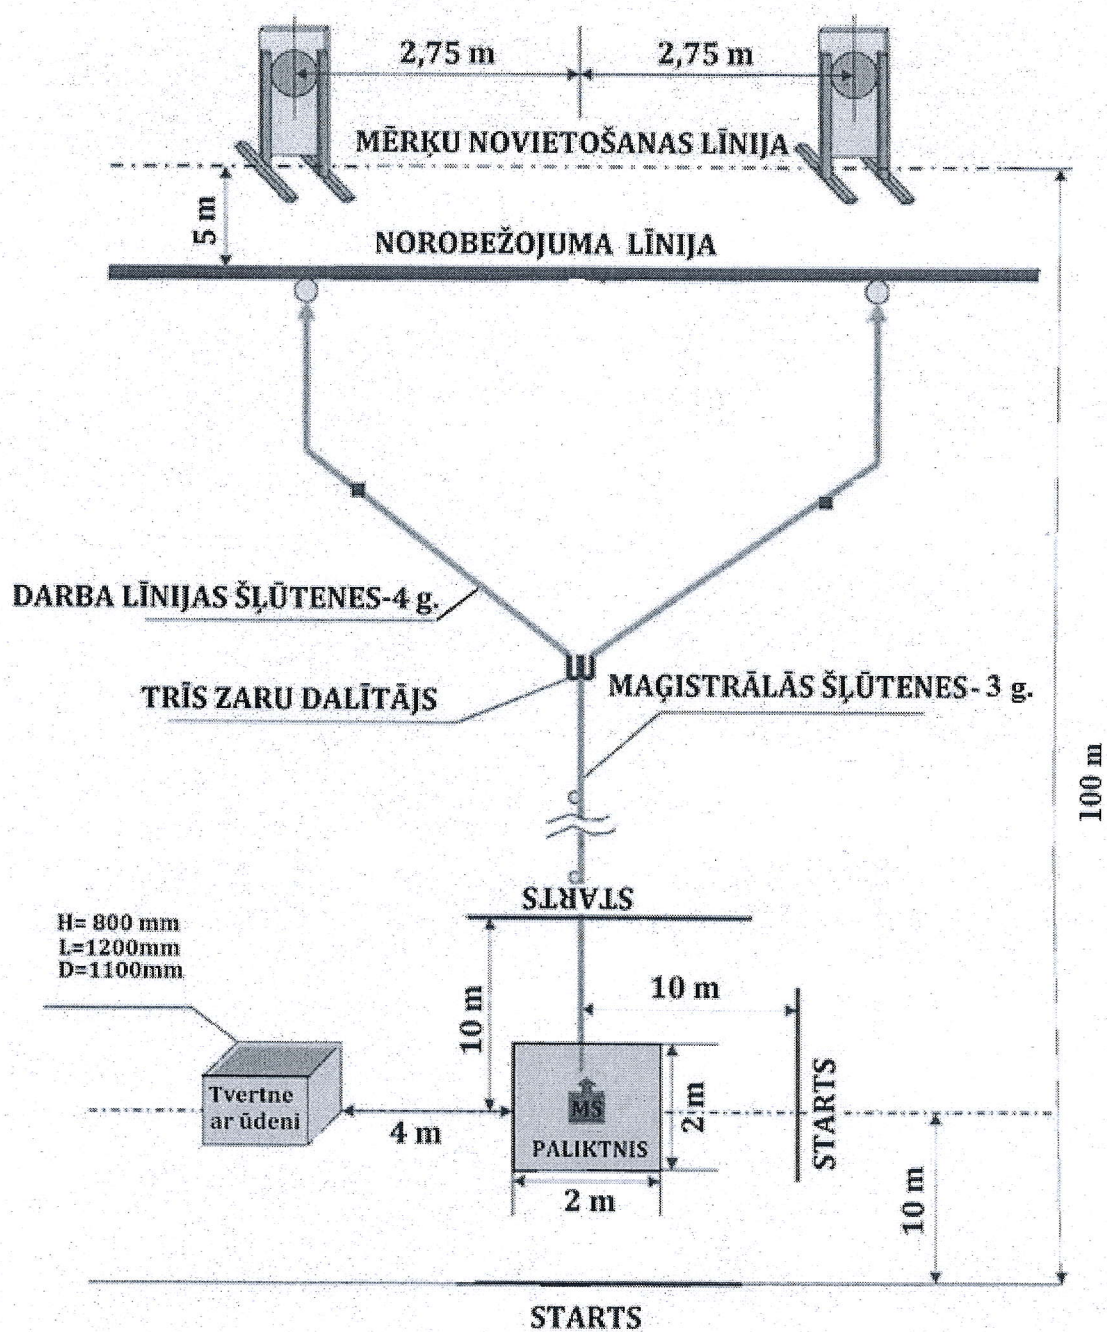 2,75 m
2,75 m
MĒRĶU NOVIETOŠANAS LĪNIJA
5 m
NOROBEŽOJUMA LĪNIJA
DARBA LĪNIJAS ŠĻŪTENES-4 g.
TRĪS ZARU DALĪTĀJS
MAĢISTRĀLĀS ŠĻŪTENES- 3 g.
100 m
STARTS
H= 800 mm
L=1200mm
D=1100mm
10 m
10 m
Tvertne
ar ūdeni
4 m
MS
PALIKTNIS
2 m
2 m
STARTS
10 m
STARTS